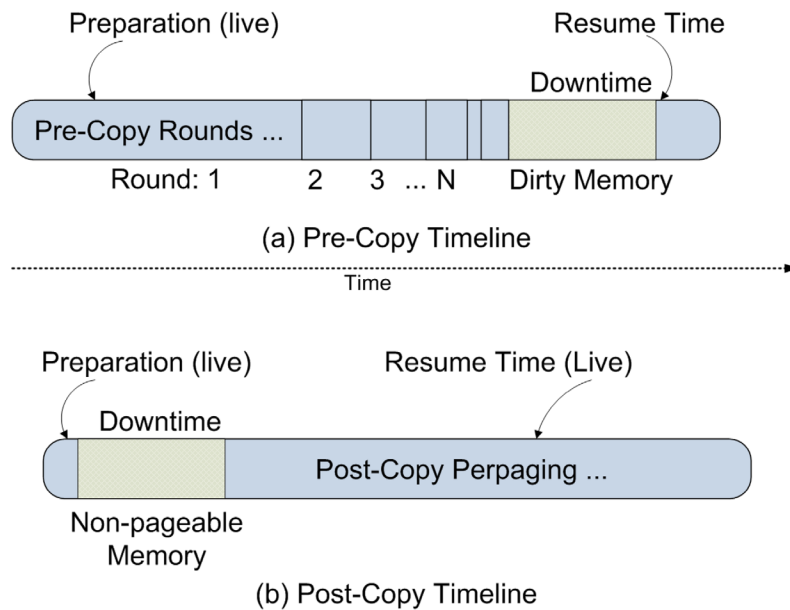 Preparation (live)
Resume Time
Downtime
Pre-Copy Rounds ...
Round: 1 2 3 ... N Dirty Memory
(a) Pre-Copy Timeline
Time
Preparation (live)
Resume Time (Live)
Downtime
Post-Copy Perpaging ...
Non-pageable
Memory
(b) Post-Copy Timeline